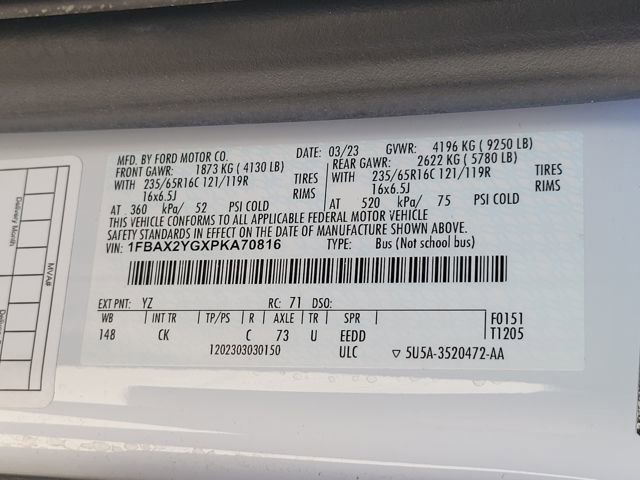 MFD. BY FORD MOTOR CO. DATE: 03/23 GVWR: 4196 KG ( 9250 LB)
FRONT GAWR: 1873 KG ( 4130 LB) REAR GAWR: 2622 KG ( 5780 LB)
WITH 235/65R16C 121/119R TIRES WITH 235/65R16C 121/119R TIRES
16x6.5J 16x6.5J
AT 360 kPa/ 52 PSI COLD AT 520 kPa/ 75 PSI COLD
THIS VEHICLE CONFORMS TO ALL APPLICABLE FEDERAL MOTOR VEHICLE
SAFETY STANDARDS IN EFFECT ON THE DATE OF MANUFACTURE SHOWN ABOVE.
VIN: 1FBAX2YGXPKA70816 TYPE: Bus (Not school bus)
EXT PNT: YZ RC: 71 DSO:
WB INT TR TP/PS R AXLE TR SPR F0151
148 CK C 73 U EEDD T1205
1202303030150 ULC ▽ 5U5A-3520472-AA
Delivery Month
MVA#